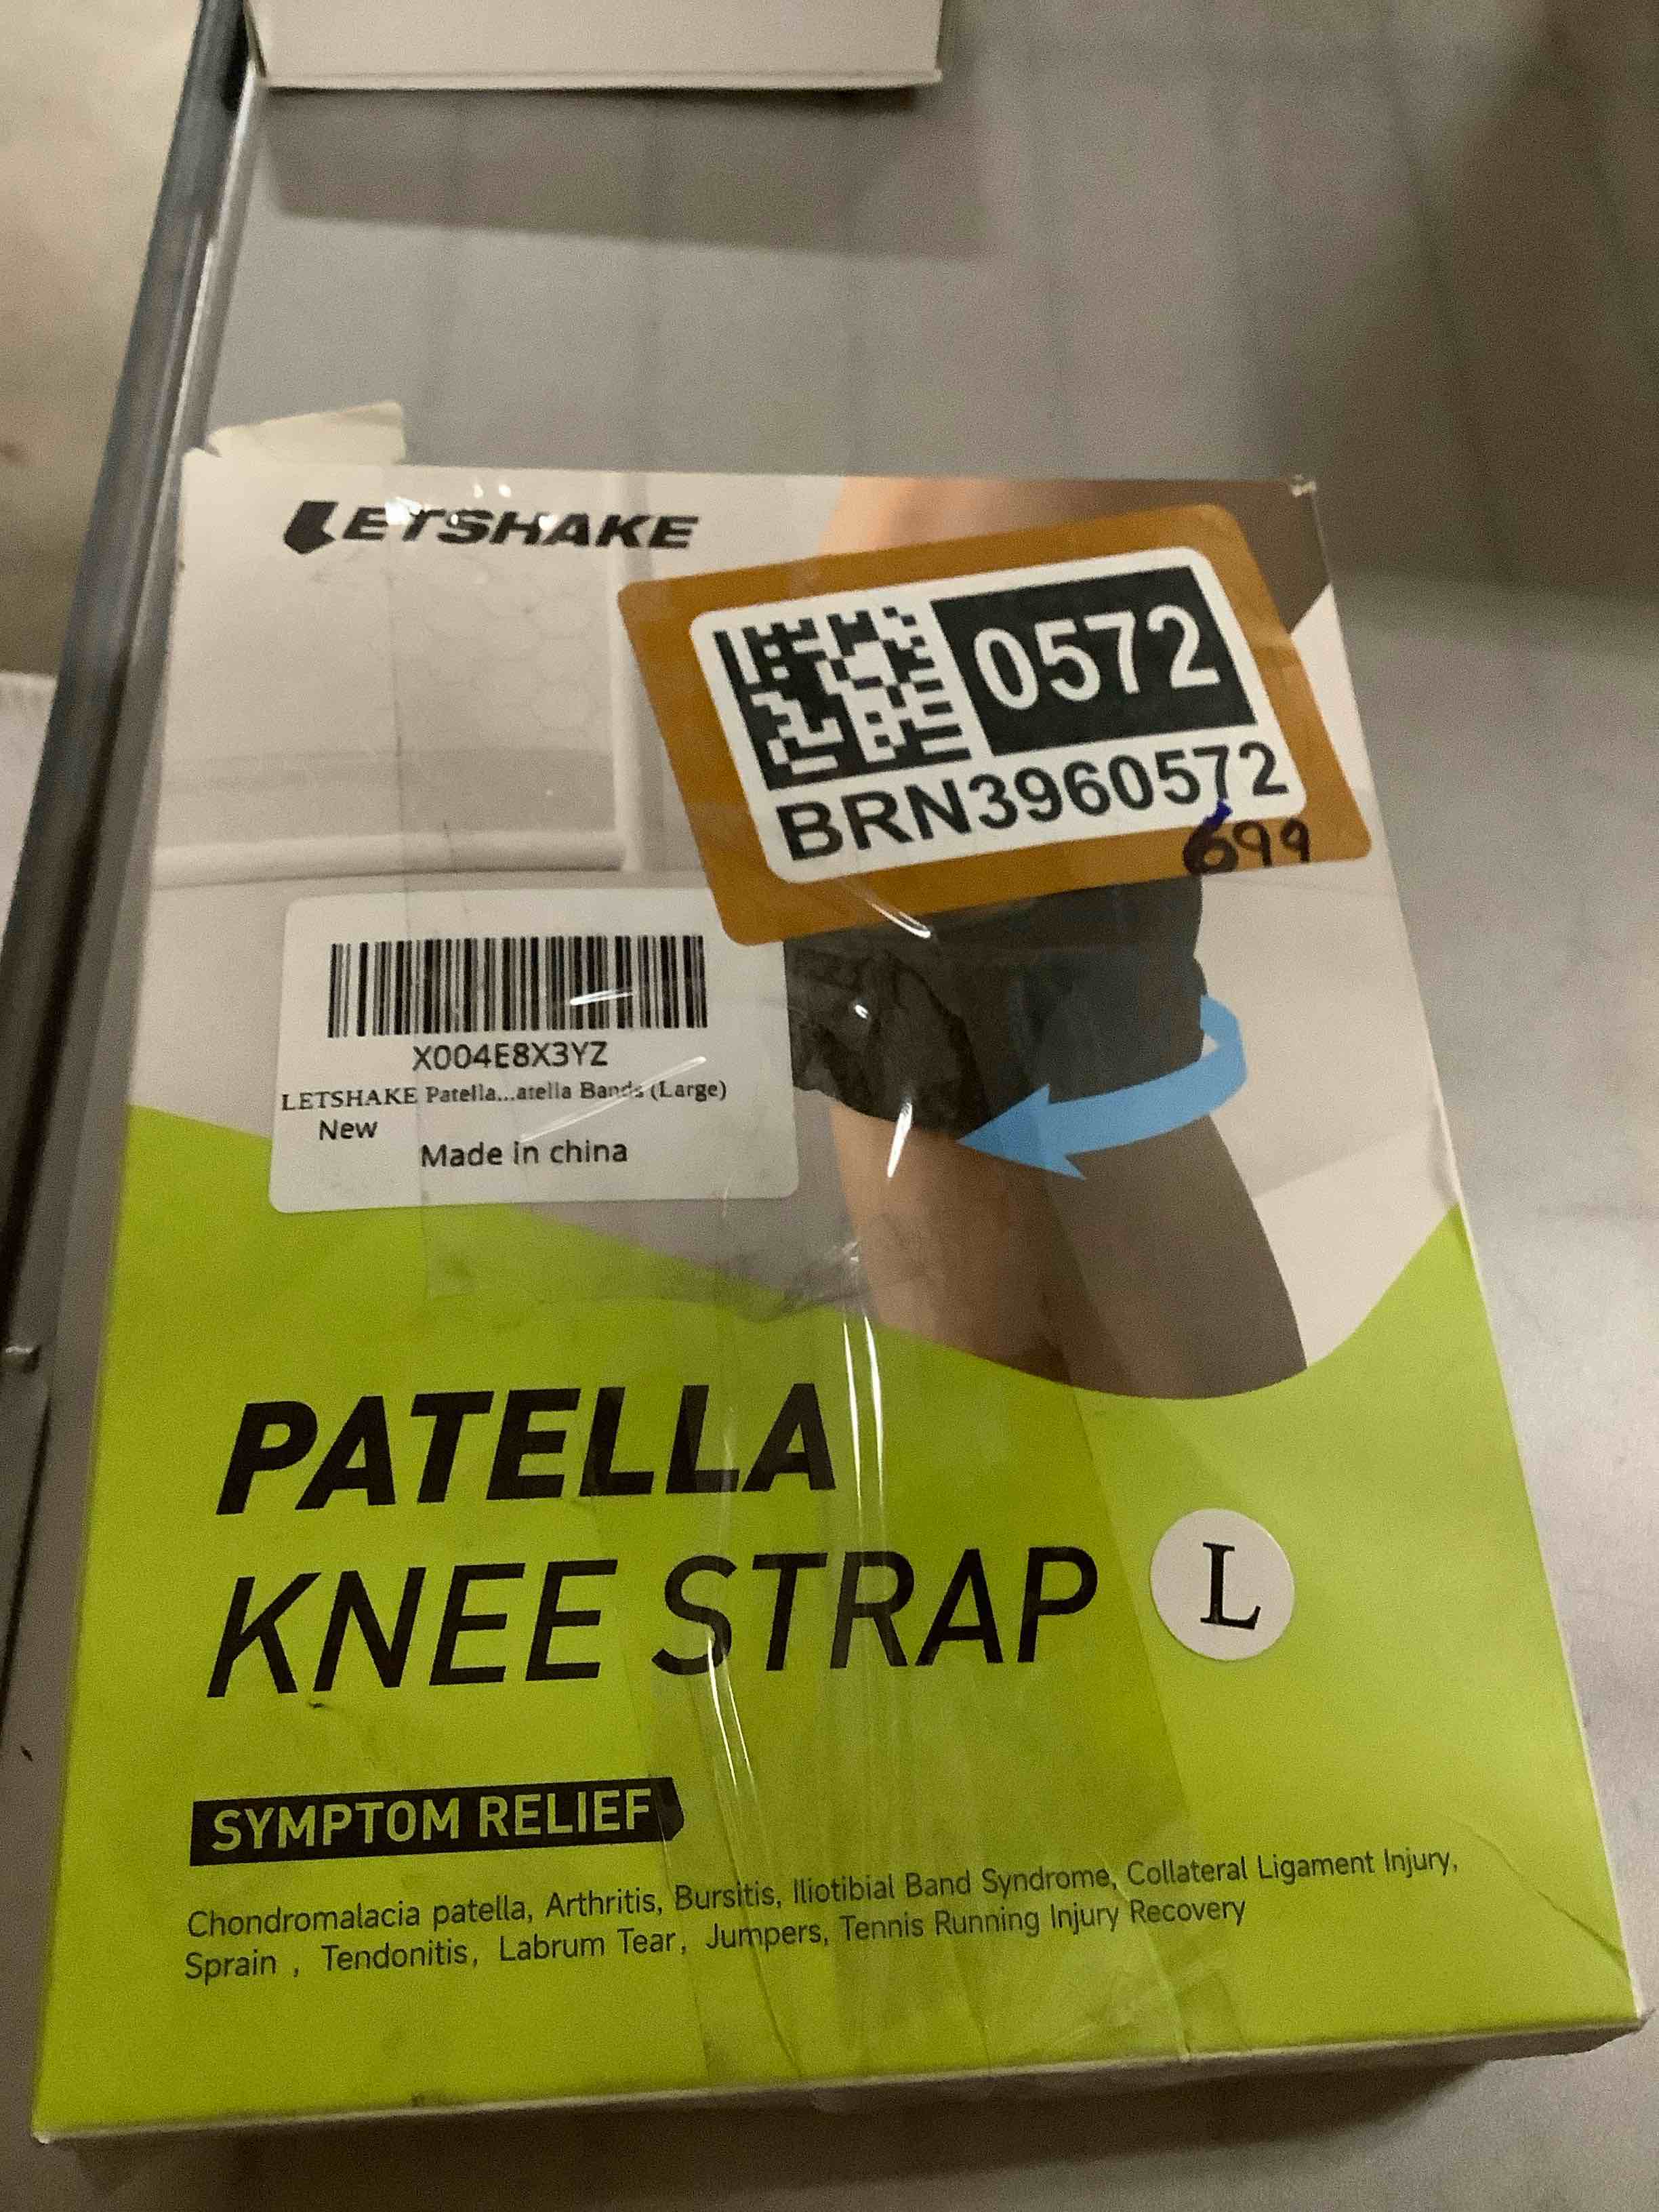 LETSHAKE
0572
BRN3960572
699
X004E8X3YZ
LETSHAKE Patella...atella Bands (Large)
New
Made in china
PATELLA
KNEE STRAP
L
SYMPTOM RELIEF
Chondromalacia patella, Arthritis, Bursitis, Iliotibial Band Syndrome, Collateral Ligament Injury,
Sprain , Tendonitis, Labrum Tear, Jumpers, Tennis Running Injury Recovery